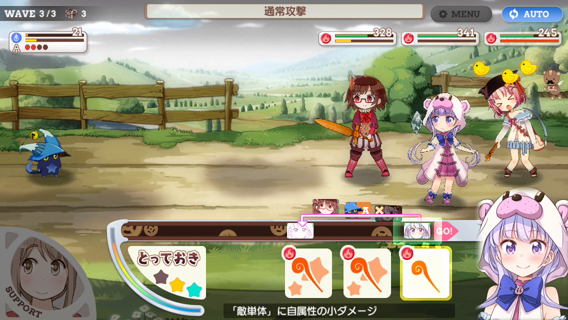 WAVE 3/3 3
通常攻撃
MENU
AUTO
21
A
328
341
245
GO!
とっておき
SUPPORT
「敵単体」に自属性の小ダメージ